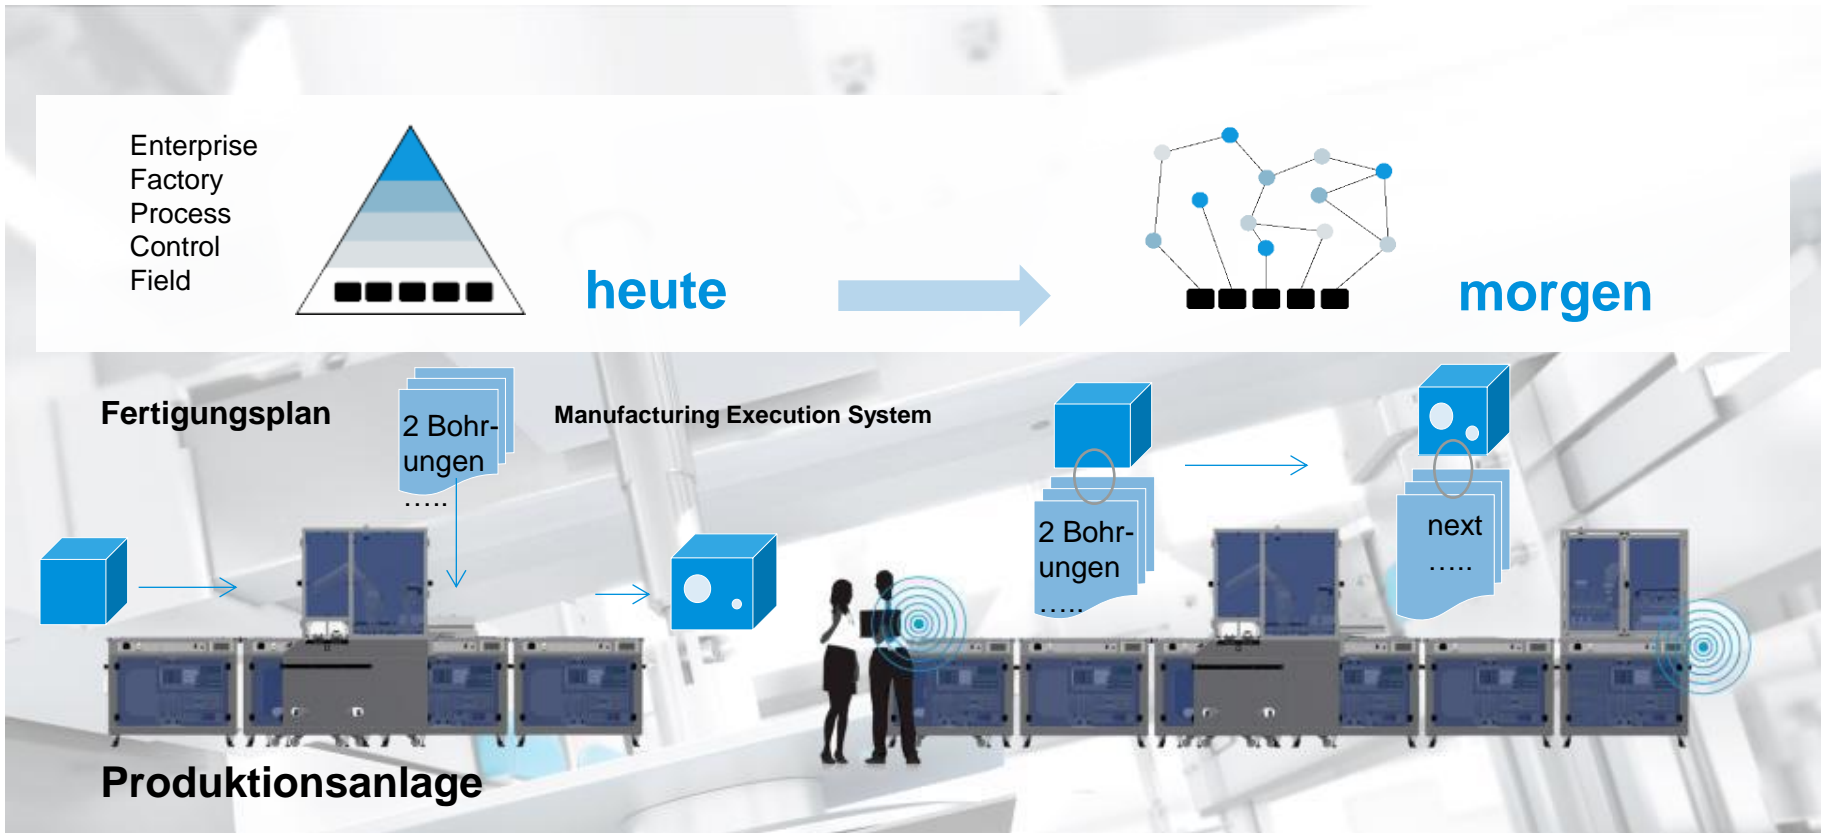 Enterprise
Factory
Process
Control
Field
heute
morgen
Fertigungsplan
2 Bohr-
ungen
.....
Manufacturing Execution System
2 Bohr-
ungen
.....
next
.....
Produktionsanlage